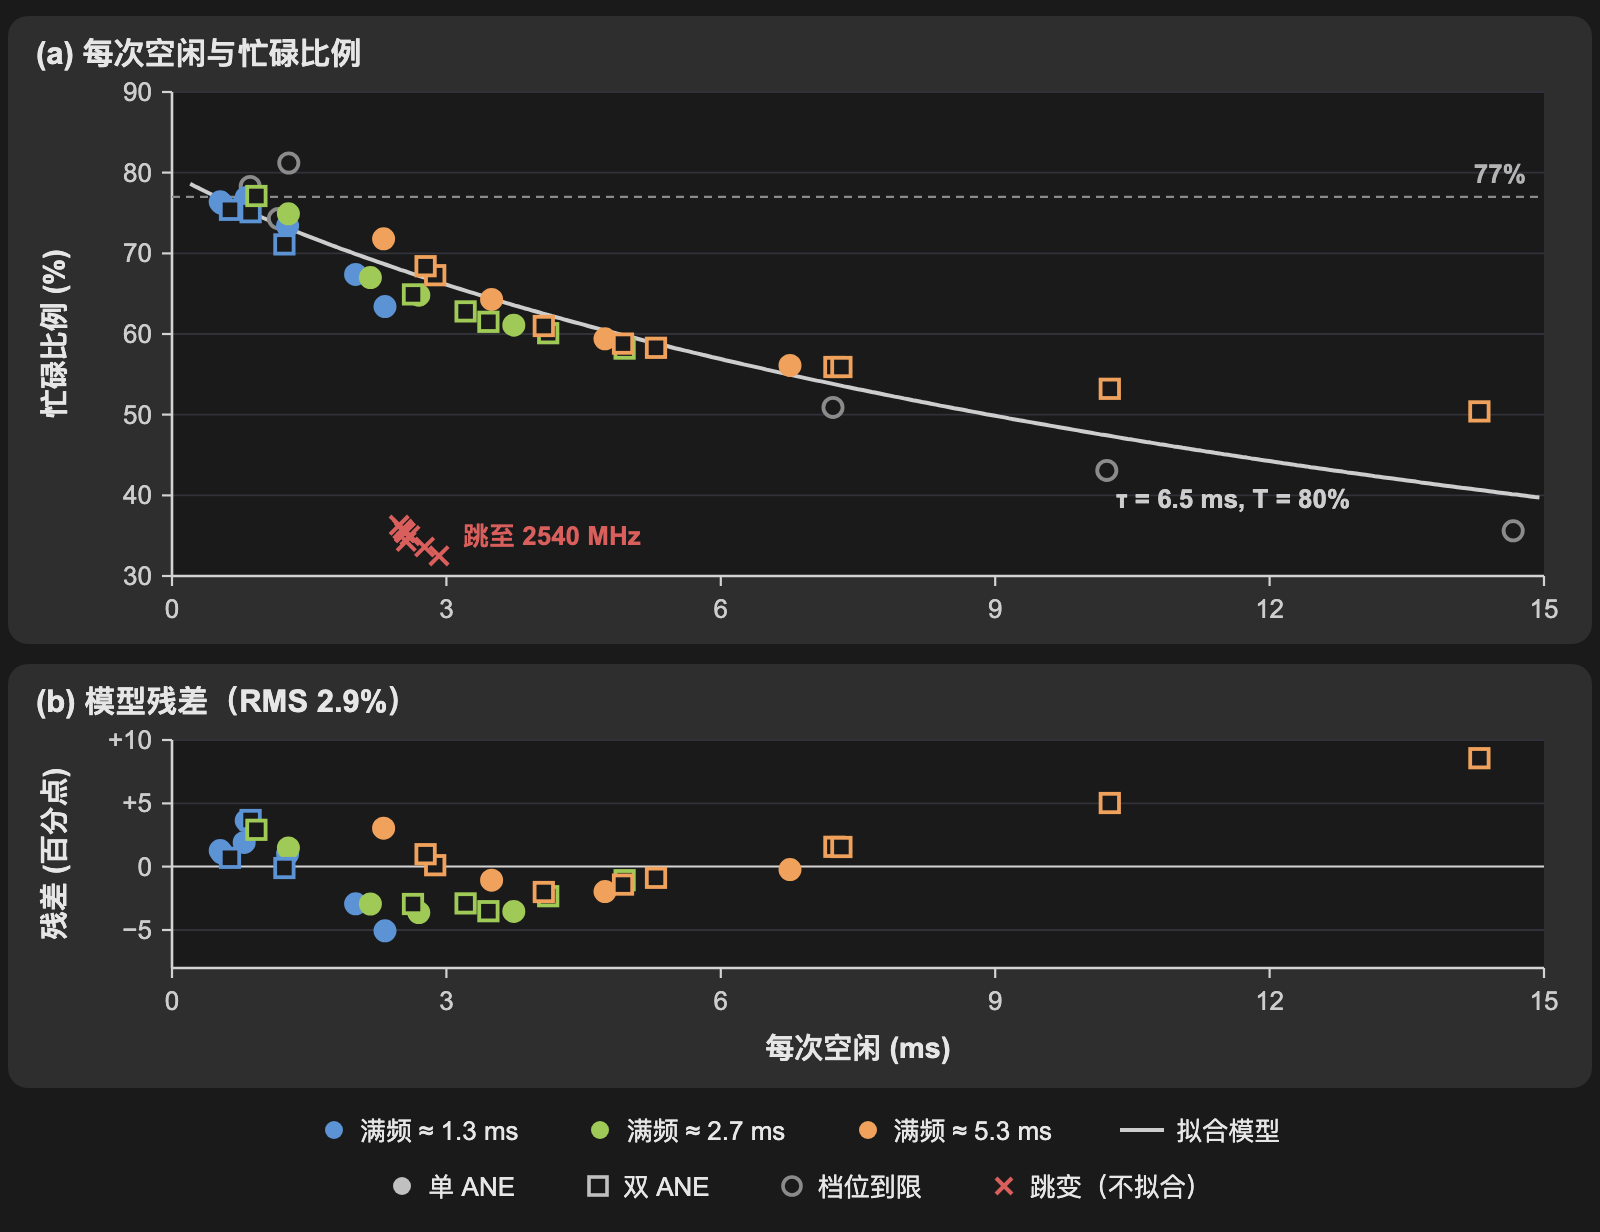 (a) 每次空闲与忙碌比例
90
80
70
60
50
40
30
忙碌比例 (%)
77%
τ = 6.5 ms, T = 80%
跳至 2540 MHz
0 3 6 9 12 15
(b) 模型残差（RMS 2.9%）
+10
+5
0
−5
残差 (百分点)
0 3 6 9 12 15
每次空闲 (ms)
满频 ≈ 1.3 ms 满频 ≈ 2.7 ms 满频 ≈ 5.3 ms 拟合模型
单 ANE 双 ANE 档位到限 跳变（不拟合）